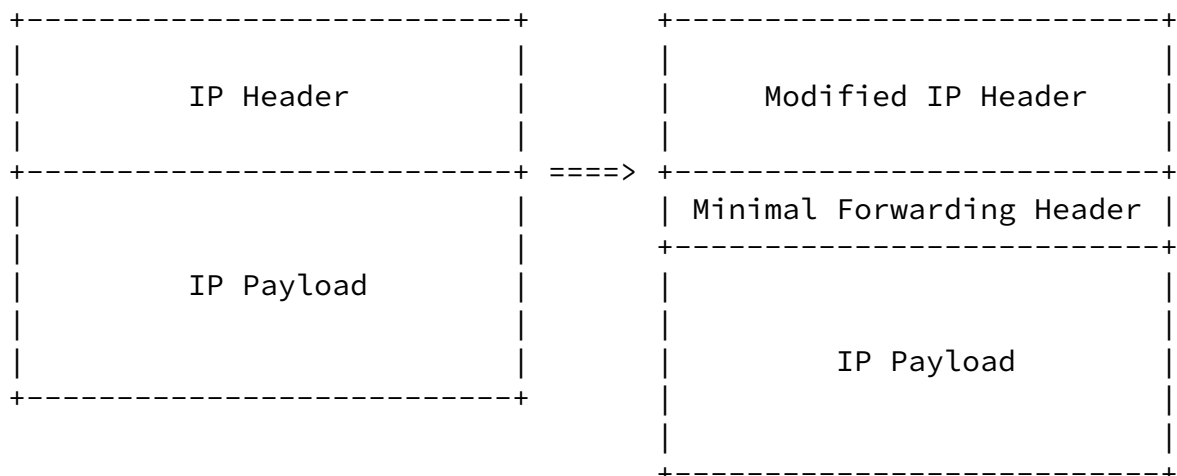 IP Header
Modified IP Header
====>
Minimal Forwarding Header
IP Payload
IP Payload